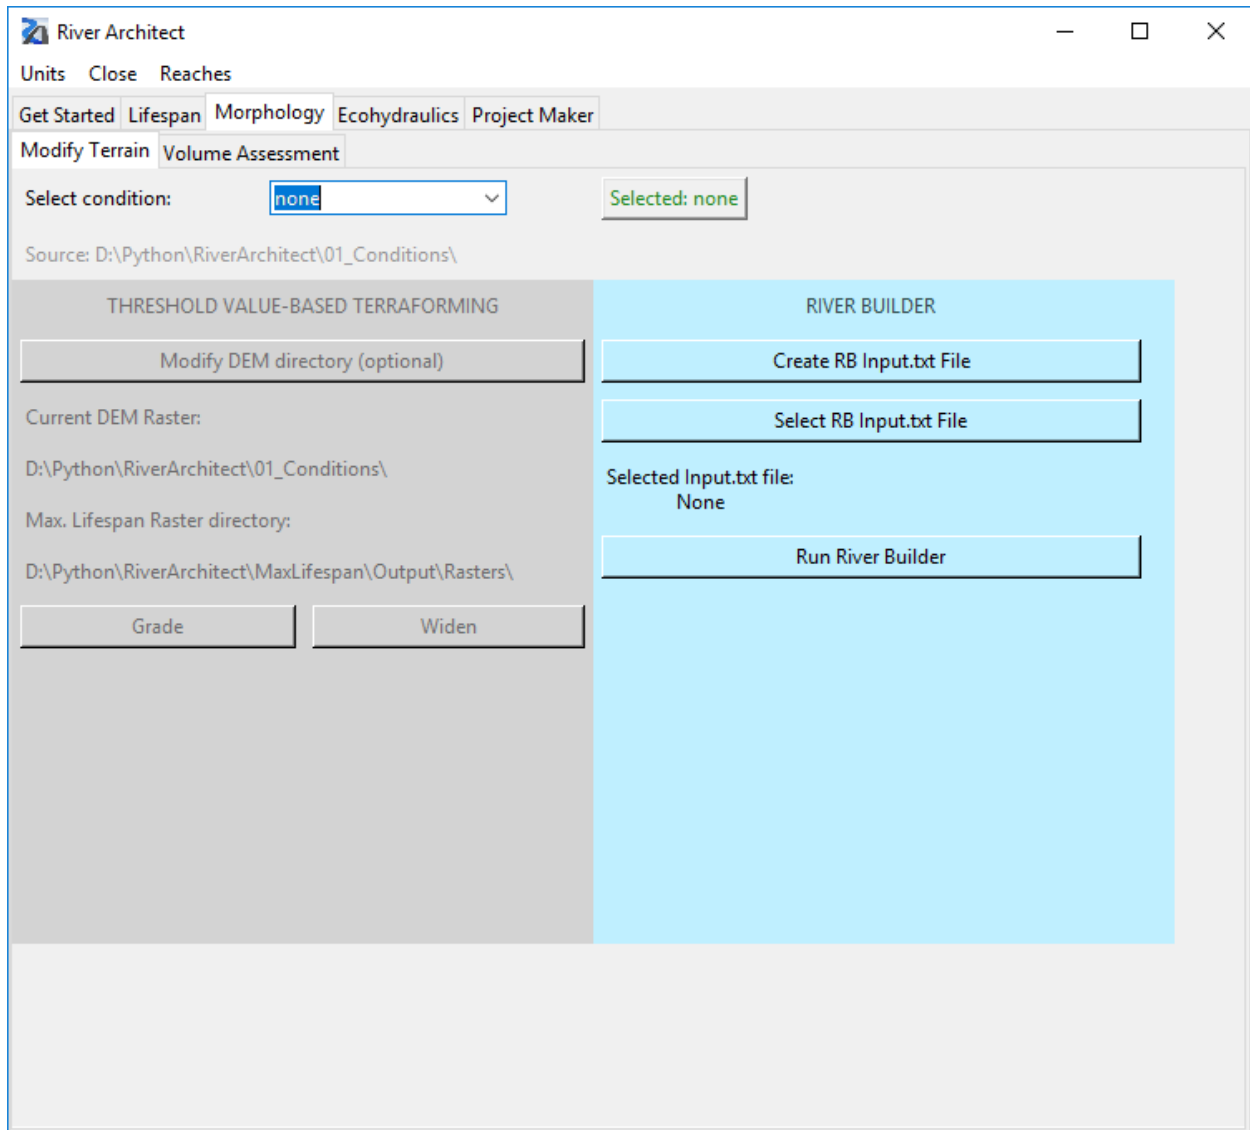 River Architect
Units Close Reaches
Get Started Lifespan Morphology Ecohydraulics Project Maker
Modify Terrain Volume Assessment
Select condition: none Selected: none
Source: D:\Python\RiverArchitect\01_Conditions\
THRESHOLD VALUE-BASED TERRAFORMING
Modify DEM directory (optional)
Current DEM Raster:
D:\Python\RiverArchitect\01_Conditions\
Max. Lifespan Raster directory:
D:\Python\RiverArchitect\MaxLifespan\Output\Rasters\
Grade Widen
RIVER BUILDER
Create RB Input.txt File
Select RB Input.txt File
Selected Input.txt file:
None
Run River Builder